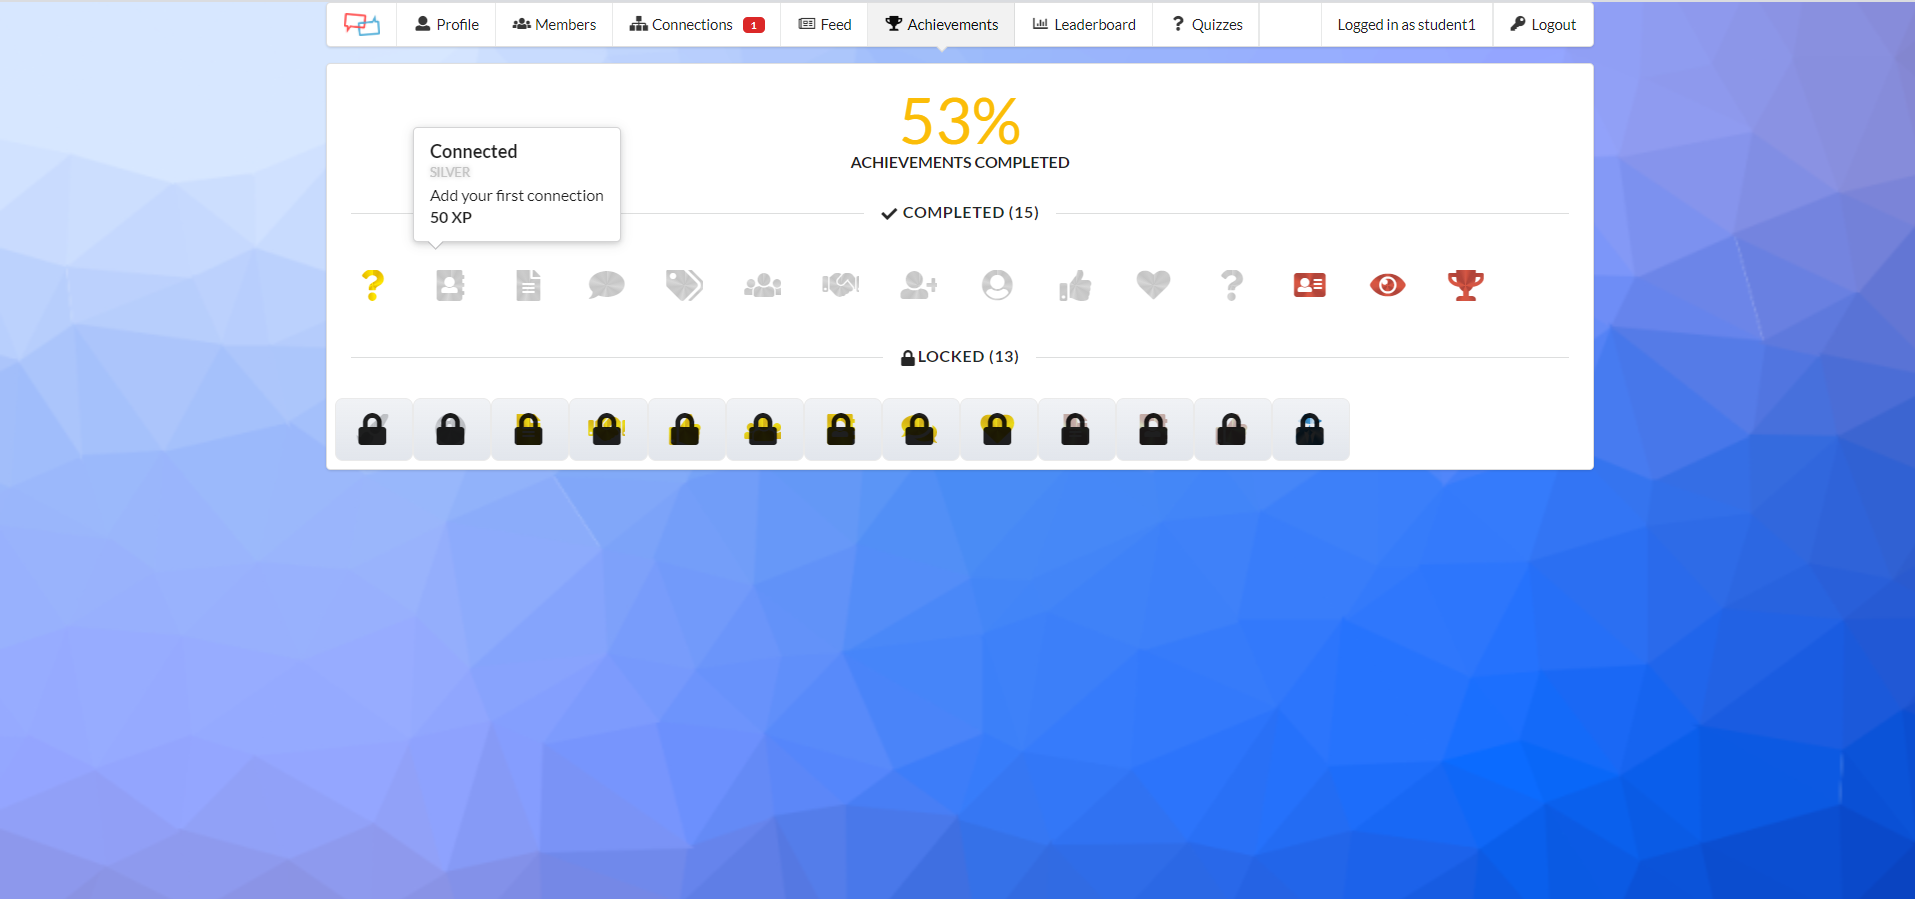 Profile
Members
Connections 1
Feed
Achievements
Leaderboard
Quizzes
Logged in as student1
Logout
53%
ACHIEVEMENTS COMPLETED
Connected
SILVER
Add your first connection
50 XP
COMPLETED (15)
LOCKED (13)